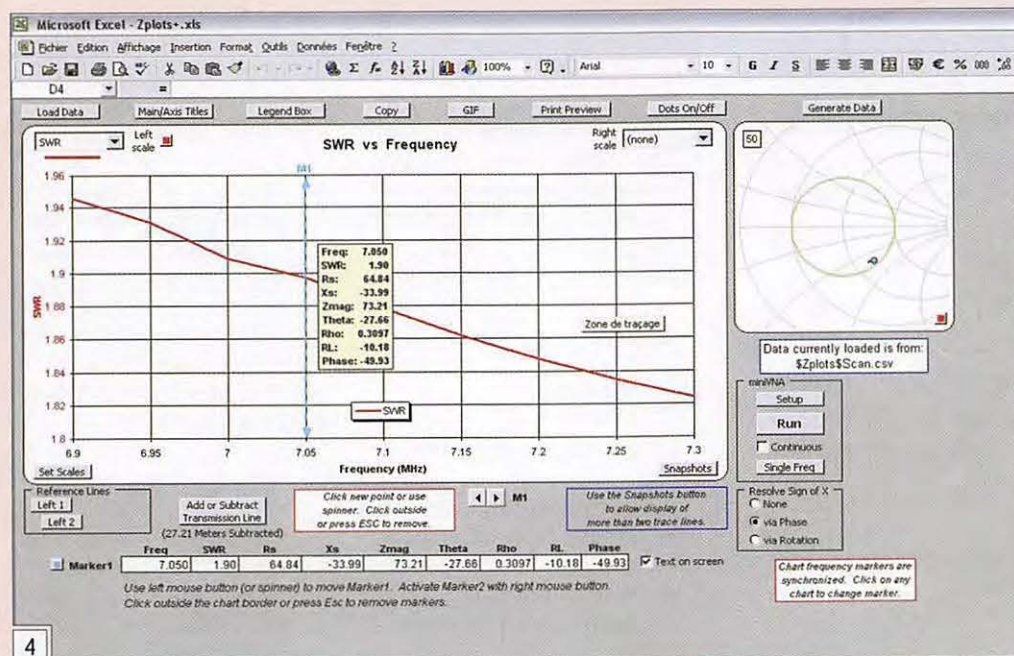 Microsoft Excel - Zplots+.xls
Fichier Edition Affichage Insertion Format Outils Données Fenêtre ?
100% Arial 10 G I S € % 000
D4 =
Load Data Main/Axis Titles Legend Box Copy GIF Print Preview Dots On/Off Generate Data
SWR Left scale SWR vs Frequency Right scale (none) 50
M1
1.96
1.94
1.92
1.9
1.88
1.86
1.84
1.82
1.8
SWR
Freq: 7.050
SWR: 1.90
Rs: 64.84
Xs: -33.99
Zmag: 73.21
Theta: -27.66
Rho: 0.3097
RL: -10.18
Phase: -49.93
Zone de traçage
SWR
6.9 6.95 7 7.05 7.1 7.15 7.2 7.25 7.3
Set Scales Frequency (MHz) Snapshots
Data currently loaded is from:
$Zplots$Scan.csv
miniVNA
Setup
Run
Continuous
Single Freq
Reference Lines
Left 1
Left 2
Add or Subtract
Transmission Line
(27.21 Meters Subtracted)
Click new point or use
spinner. Click outside
or press ESC to remove.
M1
Use the Snapshots button
to allow display of
more than two trace lines.
Resolve Sign of X
None
via Phase
via Rotation
Freq SWR Rs Xs Zmag Theta Rho RL Phase
Marker1 7.050 1.90 64.84 -33.99 73.21 -27.66 0.3097 -10.18 -49.93 Text on screen
Use left mouse button (or spinner) to move Marker1. Activate Marker2 with right mouse button.
Click outside the chart border or press Esc to remove markers.
Chart frequency markers are
synchronized. Click on any
chart to change marker.
4